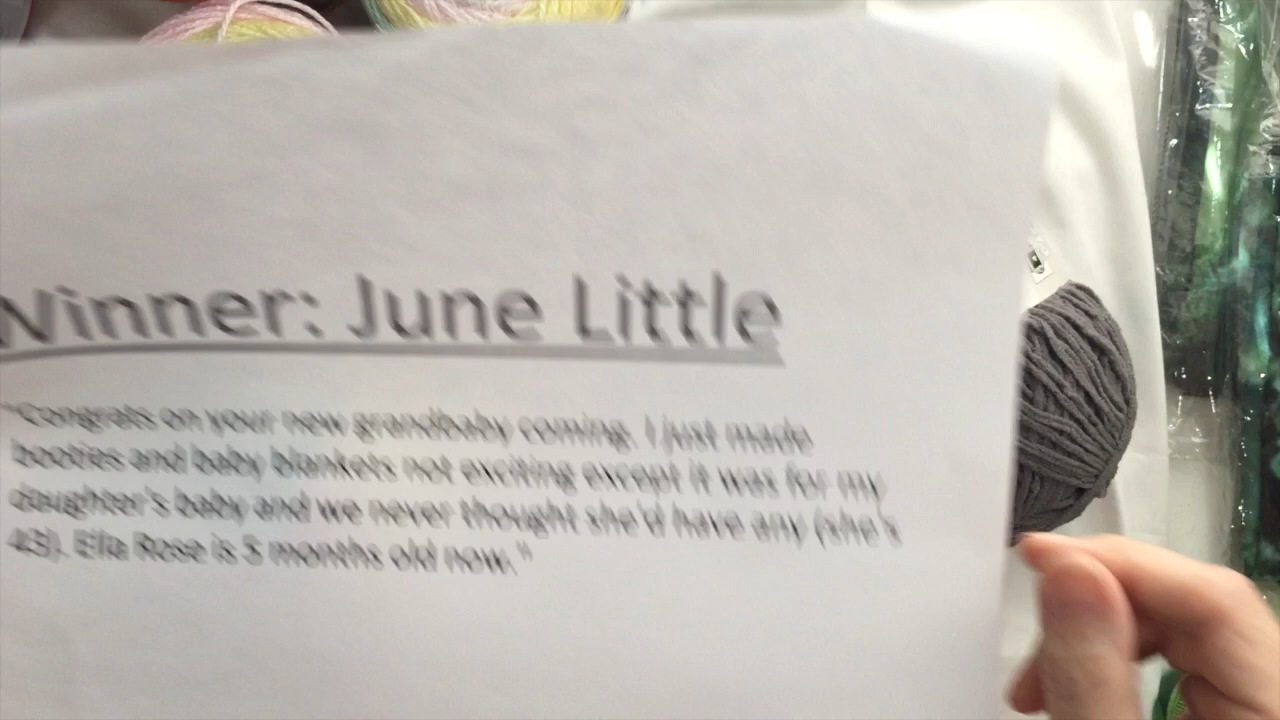 Winner: June Little
"Congrats on your new grandbaby coming. I just made
booties and baby blankets not exciting except it was for my
daughter's baby and we never thought she'd have any (she's
43). Ella Rose is 3 months old now."